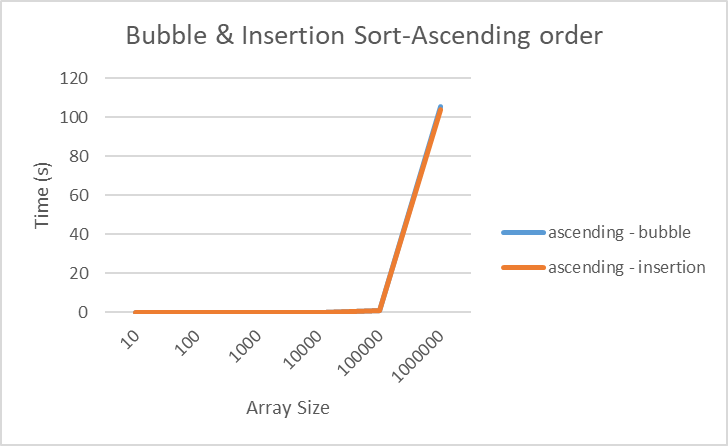 Bubble & Insertion Sort-Ascending order
120
100
80
60
40
20
0
Time (s)
10
100
1000
10000
100000
1000000
Array Size
ascending - bubble
ascending - insertion